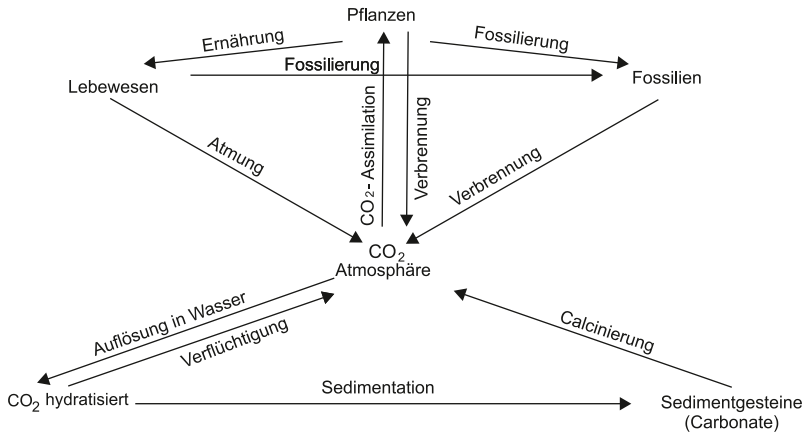 Pflanzen
Ernährung
Fossilierung
Fossilierung
Lebewesen
Fossilien
Atmung
CO₂- Assimilation
Verbrennung
Verbrennung
CO₂
Atmosphäre
Auflösung in Wasser
Verflüchtigung
Calcinierung
CO₂ hydratisiert
Sedimentation
Sedimentgesteine
(Carbonate)